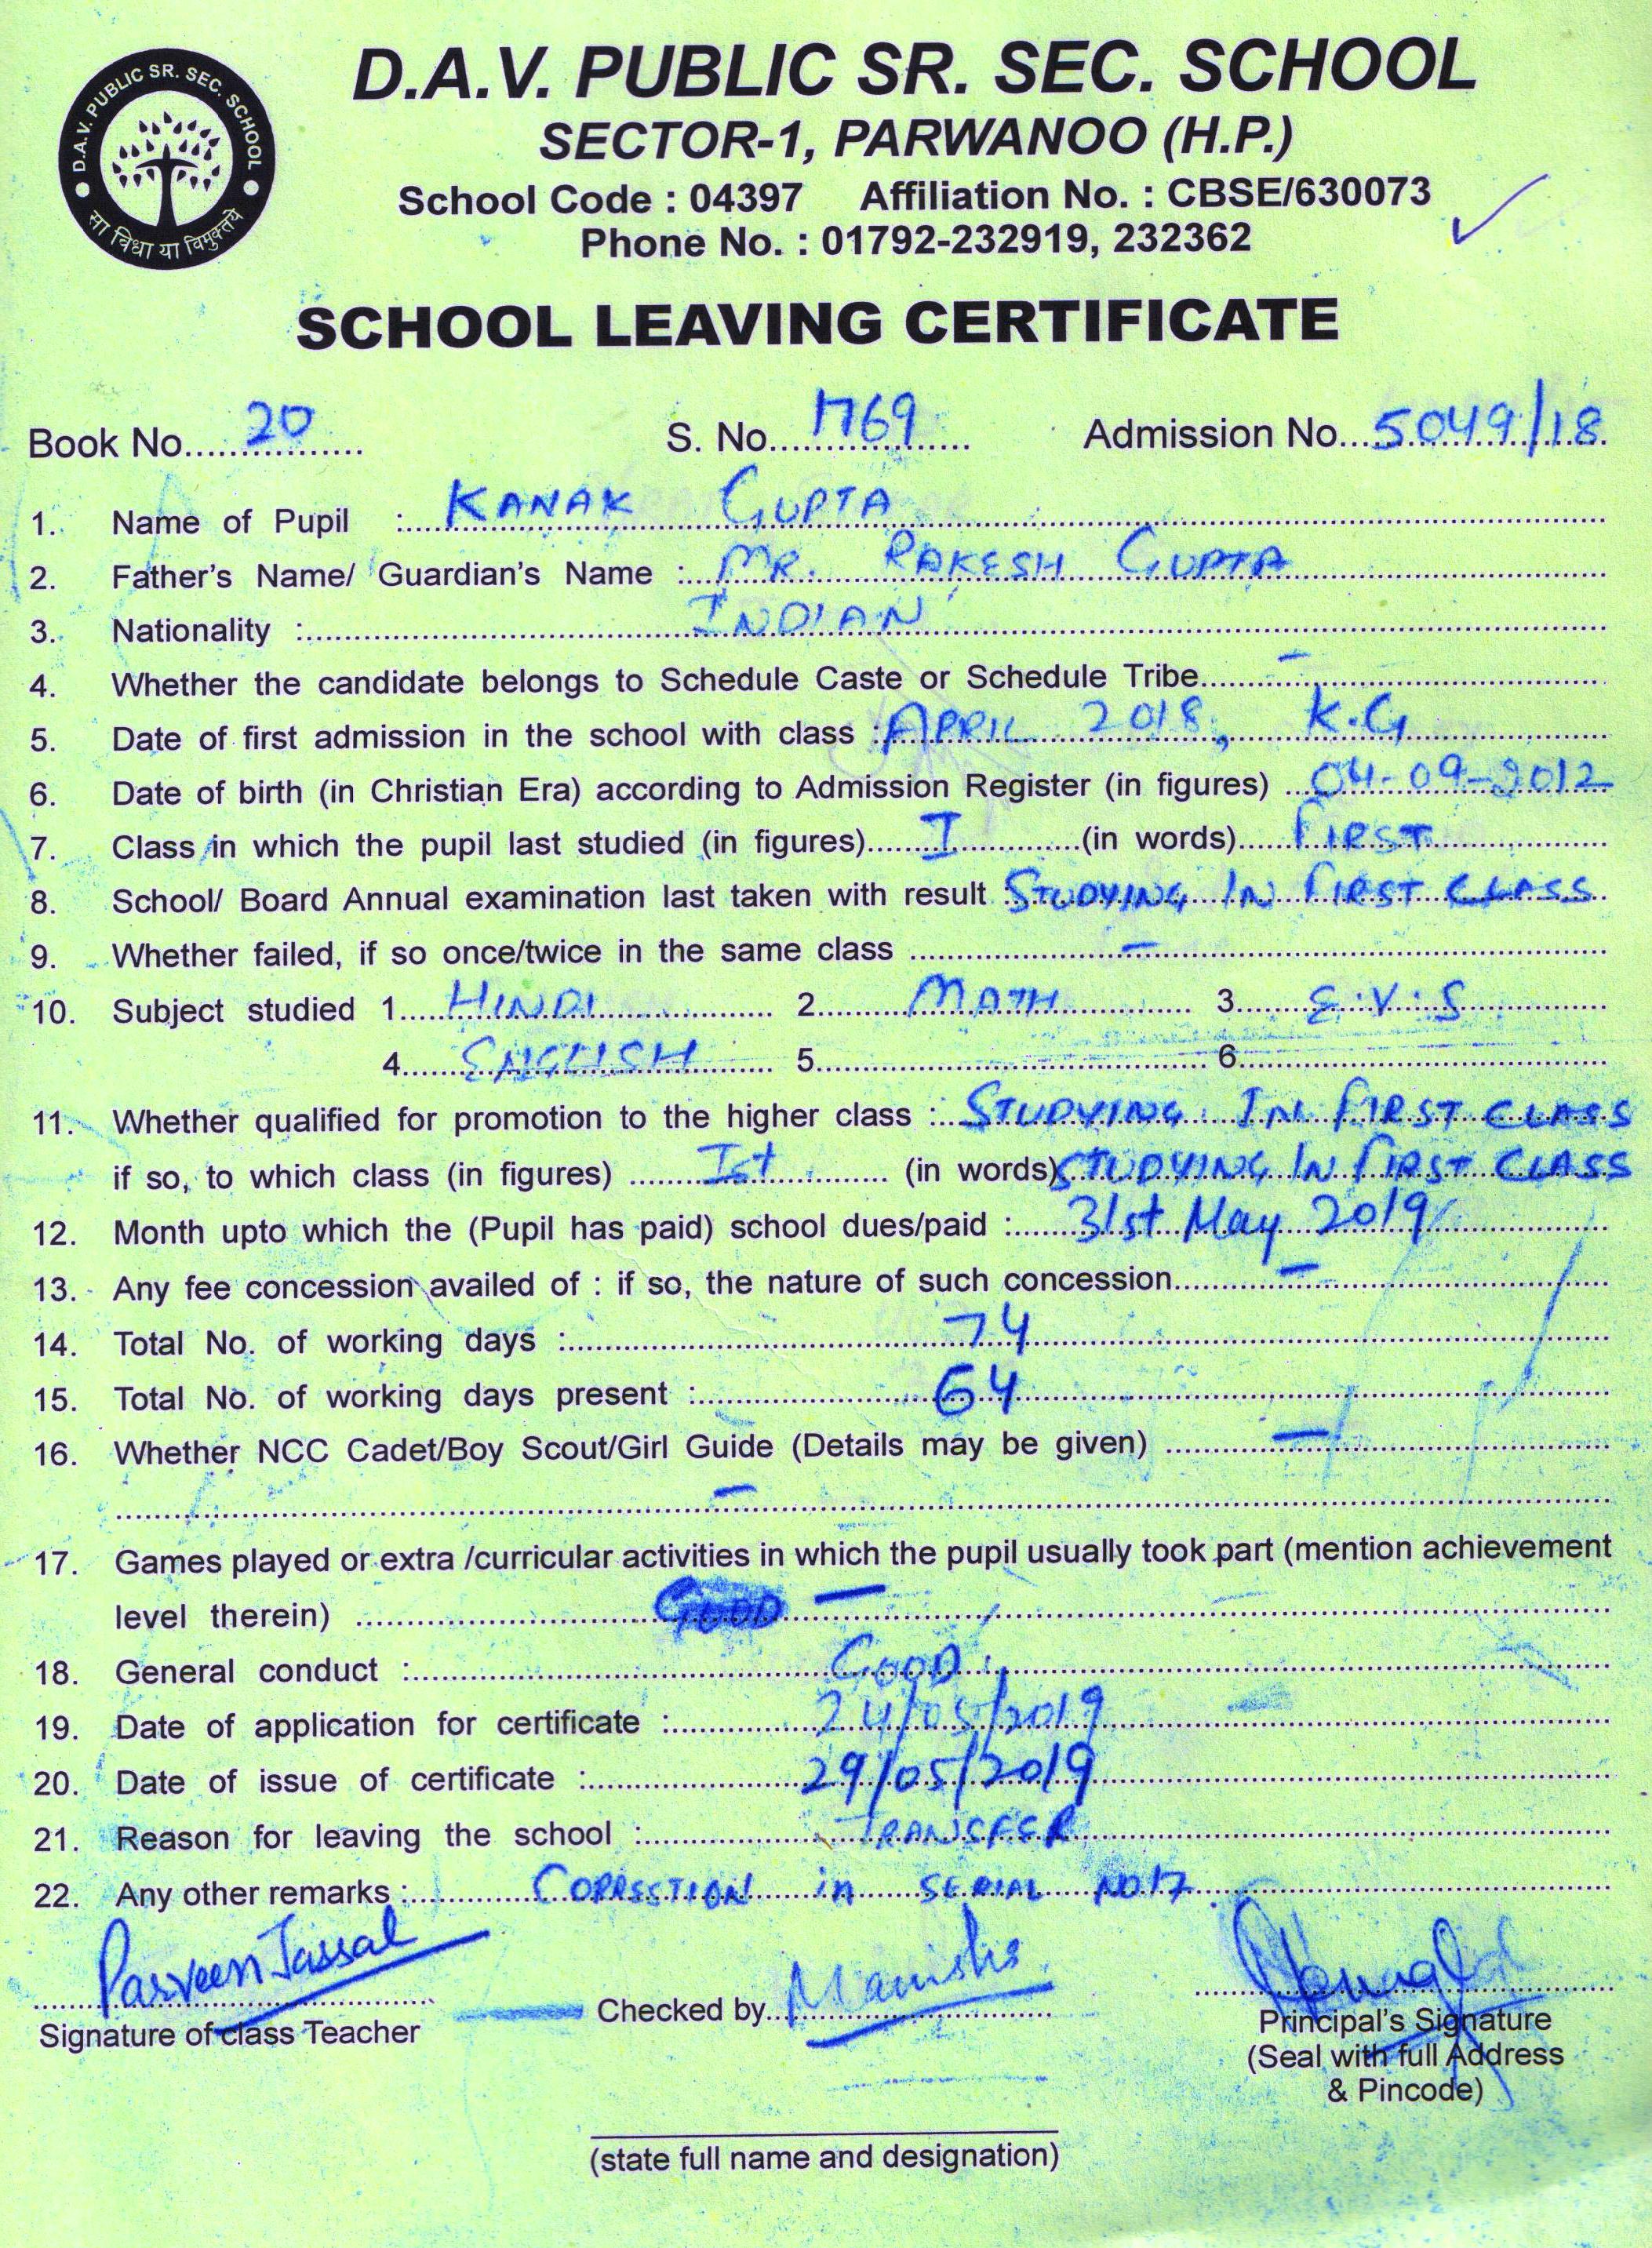 D.A.V. PUBLIC SR. SEC. SCHOOL
D.A.V. PUBLIC SR. SEC. SCHOOL
सा विधा या विमुक्तये
SECTOR-1, PARWANOO (H.P.)
School Code : 04397 Affiliation No. : CBSE/630073
Phone No. : 01792-232919, 232362
SCHOOL LEAVING CERTIFICATE
Book No. 20 S. No. 1769 Admission No. 5049/18
1. Name of Pupil : KANAK GUPTA
2. Father's Name/ Guardian's Name : MR. RAKESH GUPTA
3. Nationality : INDIAN
4. Whether the candidate belongs to Schedule Caste or Schedule Tribe –
5. Date of first admission in the school with class : APRIL 2018, K.G
6. Date of birth (in Christian Era) according to Admission Register (in figures) 04-09-2012
7. Class in which the pupil last studied (in figures) I (in words) FIRST
8. School/ Board Annual examination last taken with result : STUDYING IN FIRST CLASS
9. Whether failed, if so once/twice in the same class –
10. Subject studied 1. HINDI 2. MATH 3. E.V.S
4. ENGLISH 5. 6.
11. Whether qualified for promotion to the higher class : STUDYING IN FIRST CLASS
if so, to which class (in figures) Ist (in words) STUDYING IN FIRST CLASS
12. Month upto which the (Pupil has paid) school dues/paid : 31st May 2019
13. Any fee concession availed of : if so, the nature of such concession –
14. Total No. of working days : 74
15. Total No. of working days present : 64
16. Whether NCC Cadet/Boy Scout/Girl Guide (Details may be given) –
–
17. Games played or extra /curricular activities in which the pupil usually took part (mention achievement
level therein) GOOD –
18. General conduct : GOOD
19. Date of application for certificate : 24/05/2019
20. Date of issue of certificate : 29/05/2019
21. Reason for leaving the school : TRANSFER
22. Any other remarks : CORRSSTION in SERIAL NO 17
Parveen Jassal
Signature of class Teacher
Checked by Manisha
Principal's Signature
(Seal with full Address
& Pincode)
(state full name and designation)